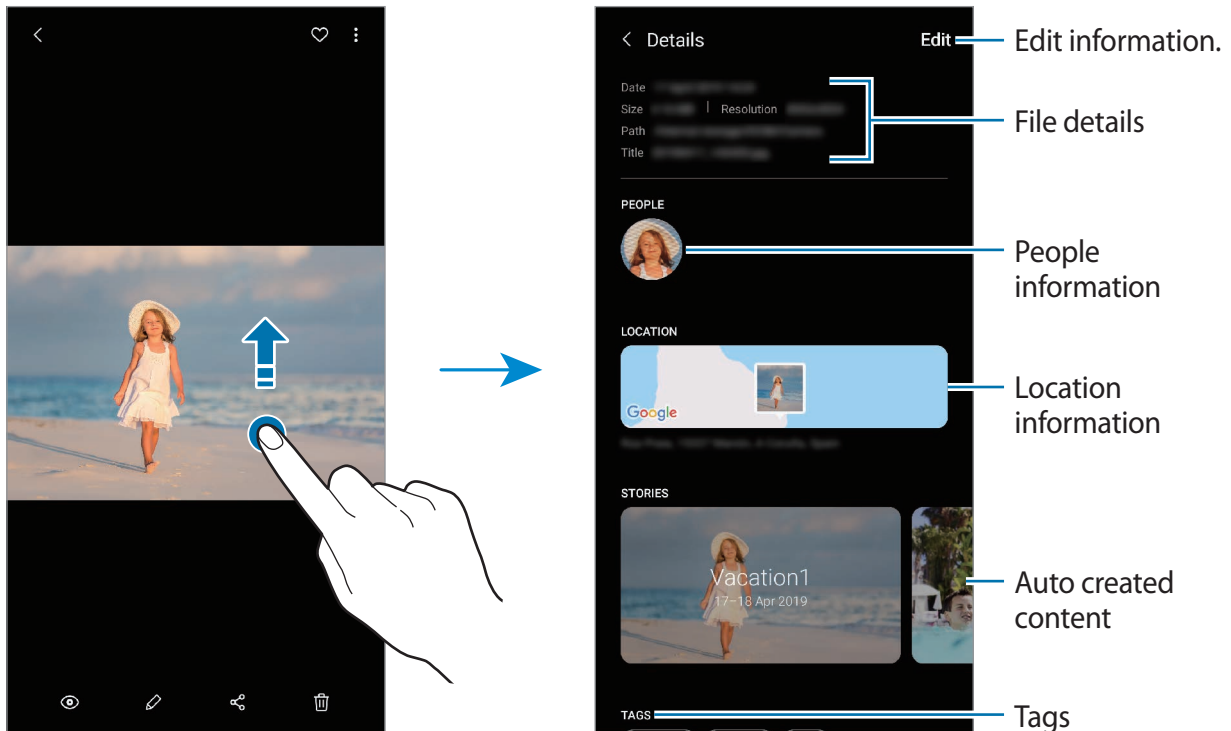 Details
Edit
Edit information.
Date
Size | Resolution
Path
Title
File details
PEOPLE
People
information
LOCATION
Google
Location
information
STORIES
Vacation1
17–18 Apr 2019
Auto created
content
TAGS
Tags